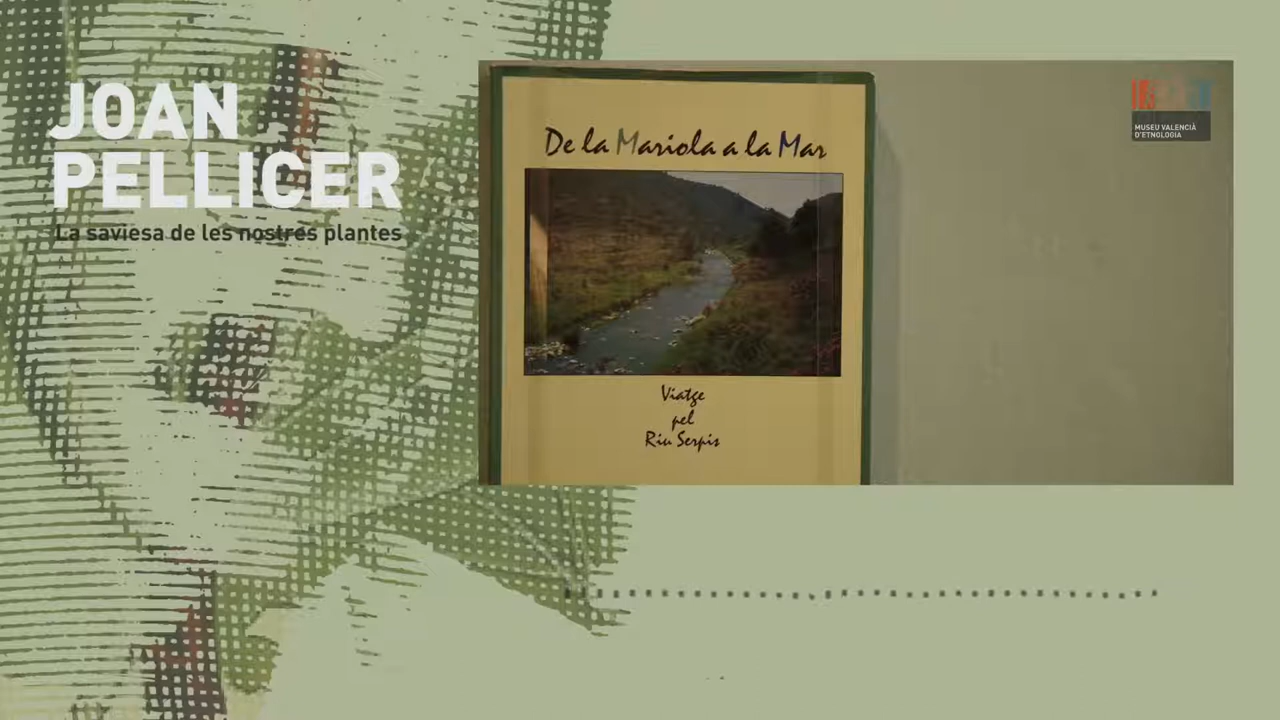 JOAN
PELLICER
La saviesa de les nostres plantes
De la Mariola a la Mar
Viatge
pel
Riu Serpis
MUSEU VALENCIÀ
D'ETNOLOGIA